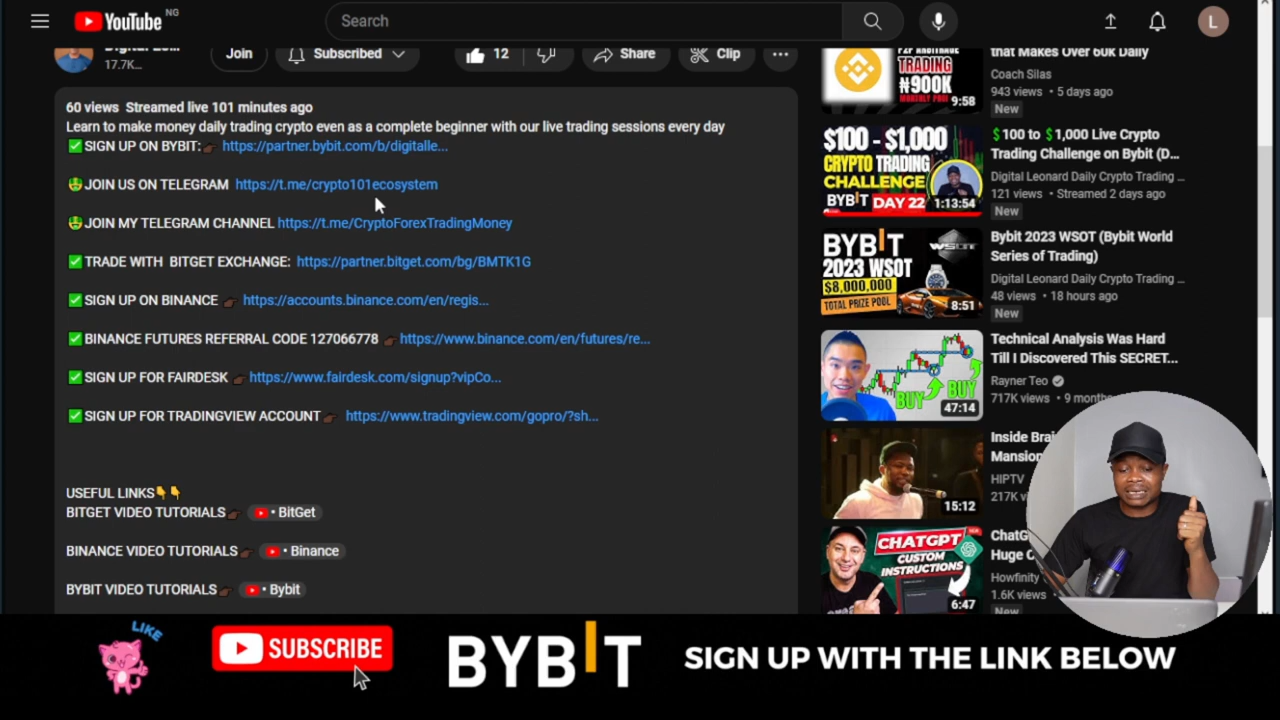 YouTube NG
Search
L
17.7K...
Join
Subscribed
12
Share
Clip
60 views Streamed live 101 minutes ago
Learn to make money daily trading crypto even as a complete beginner with our live trading sessions every day
✅SIGN UP ON BYBIT:👉🏿 https://partner.bybit.com/b/digitalle...
🤑JOIN US ON TELEGRAM https://t.me/crypto101ecosystem
🤑JOIN MY TELEGRAM CHANNEL https://t.me/CryptoForexTradingMoney
✅TRADE WITH BITGET EXCHANGE: https://partner.bitget.com/bg/BMTK1G
✅SIGN UP ON BINANCE 👉🏿 https://accounts.binance.com/en/regis...
✅BINANCE FUTURES REFERRAL CODE 127066778 👉🏿 https://www.binance.com/en/futures/re...
✅SIGN UP FOR FAIRDESK 👉🏿 https://www.fairdesk.com/signup?vipCo...
✅SIGN UP FOR TRADINGVIEW ACCOUNT👉🏿 https://www.tradingview.com/gopro/?sh...
USEFUL LINKS👇👇
BITGET VIDEO TUTORIALS👉🏿 • BitGet
BINANCE VIDEO TUTORIALS👉🏿 • Binance
BYBIT VIDEO TUTORIALS👉🏿 • Bybit
P2P ARBITRAGE
TRADING
₦900K
MONTHLY
9:58
that Makes Over 60k Daily
Coach Silas
943 views • 5 days ago
New
$100 - $1,000
CRYPTO TRADING
CHALLENGE
BYBIT DAY 22
1:13:54
$100 to $1,000 Live Crypto
Trading Challenge on Bybit (D...
Digital Leonard Daily Crypto Trading ...
121 views • Streamed 2 days ago
New
BYBIT WSOT
2023 WSOT
$8,000,000
TOTAL PRIZE POOL
8:51
Bybit 2023 WSOT (Bybit World
Series of Trading)
Digital Leonard Daily Crypto Trading ...
48 views • 18 hours ago
New
BUY
BUY
47:14
Technical Analysis Was Hard
Till I Discovered This SECRET...
Rayner Teo
717K views • 9 months
15:12
Inside
Mansion
HIPTV
217K
CHATGPT
CUSTOM
INSTRUCTIONS
6:47
Huge
Howfinity
1.6K views •
New
LIKE
SUBSCRIBE
BYBIT
SIGN UP WITH THE LINK BELOW